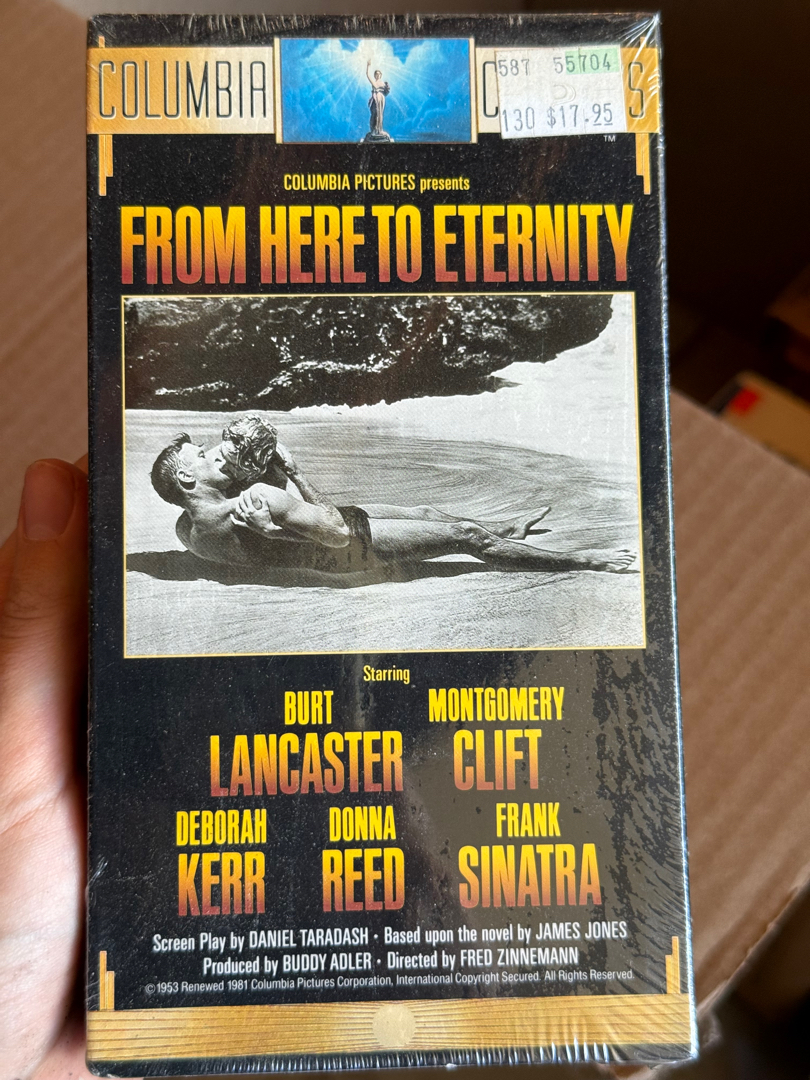 COLUMBIA C S
587 55704
130 $17.95
TM
COLUMBIA PICTURES presents
FROM HERE TO ETERNITY
Starring
BURT MONTGOMERY
LANCASTER CLIFT
DEBORAH DONNA FRANK
KERR REED SINATRA
Screen Play by DANIEL TARADASH • Based upon the novel by JAMES JONES
Produced by BUDDY ADLER • Directed by FRED ZINNEMANN
©1953 Renewed 1981 Columbia Pictures Corporation, International Copyright Secured. All Rights Reserved.